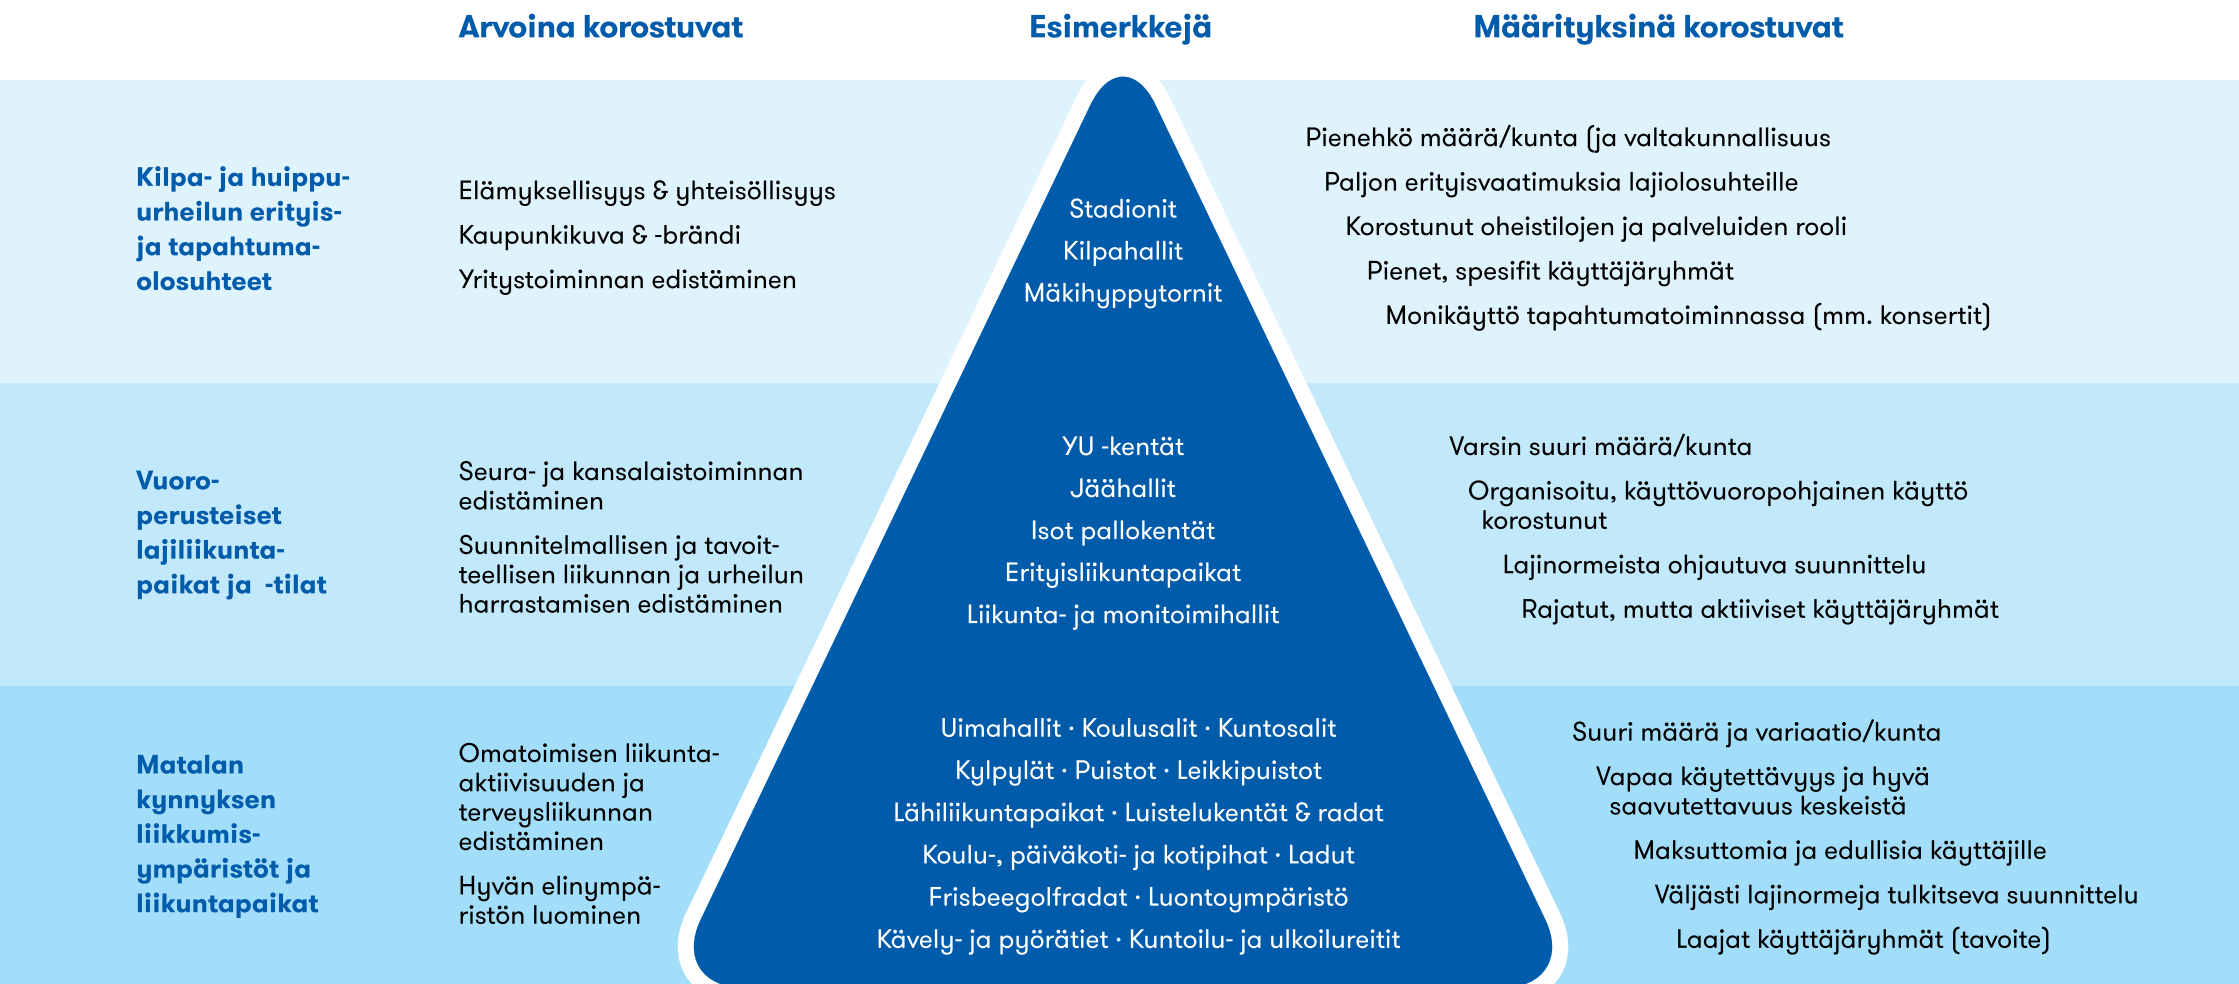 Arvoina korostuvat
Esimerkkejä
Määrityksinä korostuvat
Kilpa- ja huippu-
urheilun erityis-
ja tapahtuma-
olosuhteet
Elämyksellisyys & yhteisöllisyys
Kaupunkikuva & -brändi
Yritystoiminnan edistäminen
Stadionit
Kilpahallit
Mäkihyppytornit
Pienehkö määrä/kunta (ja valtakunnallisuus
Paljon erityisvaatimuksia lajiolosuhteille
Korostunut oheistilojen ja palveluiden rooli
Pienet, spesifit käyttäjäryhmät
Monikäyttö tapahtumatoiminnassa (mm. konsertit)
Vuoro-
perusteiset
lajiliikunta-
paikat ja -tilat
Seura- ja kansalaistoiminnan
edistäminen
Suunnitelmallisen ja tavoit-
teellisen liikunnan ja urheilun
harrastamisen edistäminen
YU -kentät
Jäähallit
Isot pallokentät
Erityisliikuntapaikat
Liikunta- ja monitoimihallit
Varsin suuri määrä/kunta
Organisoitu, käyttövuoropohjainen käyttö
korostunut
Lajinormeista ohjautuva suunnittelu
Rajatut, mutta aktiiviset käyttäjäryhmät
Matalan
kynnyksen
liikkumis-
ympäristöt ja
liikuntapaikat
Omatoimisen liikunta-
aktiivisuuden ja
terveysliikunnan
edistäminen
Hyvän elinympä-
ristön luominen
Uimahallit · Koulusalit · Kuntosalit
Kylpylät · Puistot · Leikkipuistot
Lähiliikuntapaikat · Luistelukentät & radat
Koulu-, päiväkoti- ja kotipihat · Ladut
Frisbeegolfradat · Luontoympäristö
Kävely- ja pyörätiet · Kuntoilu- ja ulkoilureitit
Suuri määrä ja variaatio/kunta
Vapaa käytettävyys ja hyvä
saavutettavuus keskeistä
Maksuttomia ja edullisia käyttäjille
Väljästi lajinormeja tulkitseva suunnittelu
Laajat käyttäjäryhmät (tavoite)